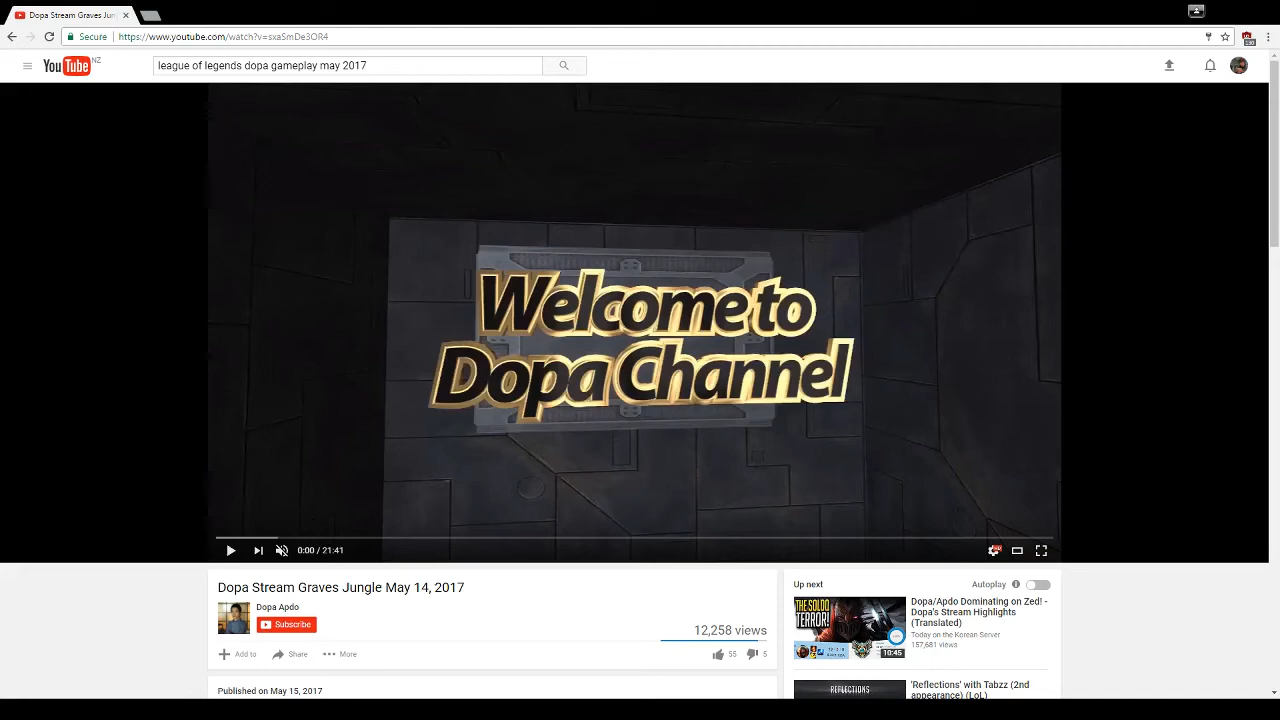 Dopa Stream Graves Jung
Secure
https://www.youtube.com/watch?v=sxaSmDe3OR4
YouTube NZ
league of legends dopa gameplay may 2017
Welcome to
Dopa Channel
0:00 / 21:41
HD
Dopa Stream Graves Jungle May 14, 2017
Dopa Apdo
Subscribe
12,258 views
Add to
Share
More
55
5
Published on May 15, 2017
Up next
Autoplay
THE SOLDO
TERROR!
10:45
Dopa/Apdo Dominating on Zed! -
Dopa's Stream Highlights
(Translated)
Today on the Korean Server
157,681 views
REFLECTIONS
'Reflections' with Tabzz (2nd
appearance) (LoL)